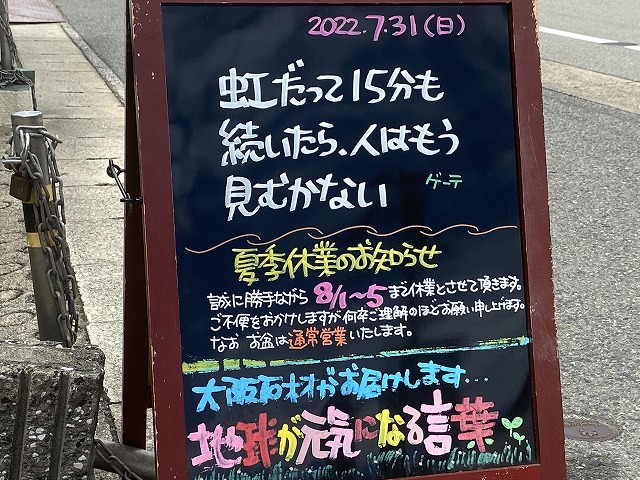 2022.7.31(日)
虹だって15分も
続いたら、人はもう
見むかない
ゲーテ
夏季休業のお知らせ
誠に勝手ながら 8/1~5 まで休業とさせて頂きます。
ご不便をおかけしますが何卒ご理解のほどお願い申し上げます。
なお お盆は通常営業いたします。
大阪石材がお届けします...
地球が元気になる言葉